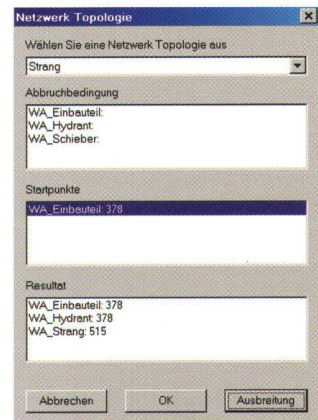 Netzwerk Topologie
Wählen Sie eine Netzwerk Topologie aus
Strang
Abbruchbedingung
WA_Einbauteil:
WA_Hydrant:
WA_Schieber:
Startpunkte
WA_Einbauteil: 378
Resultat
WA_Einbauteil: 378
WA_Hydrant: 378
WA_Strang: 515
Abbrechen
OK
Ausbreitung